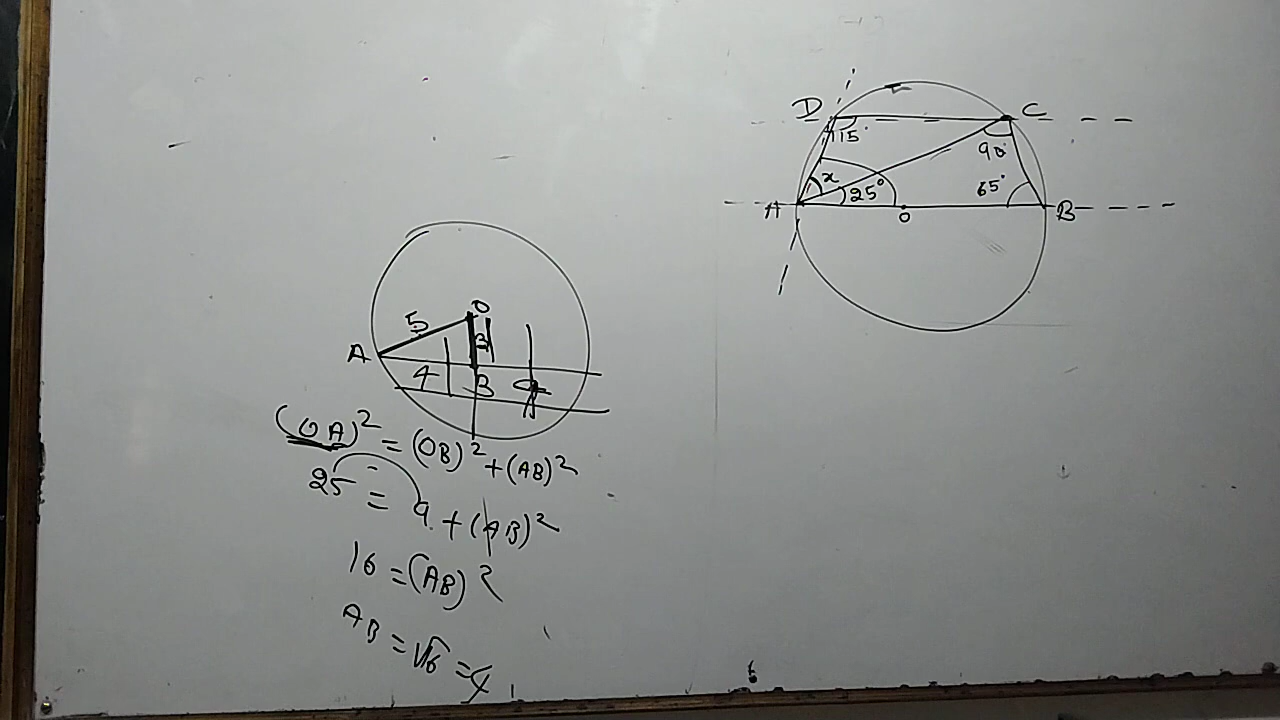 D C
115° 90°
x 25° 65°
A O B
O
5 3
A
4 B 4
(OA)² = (OB)² + (AB)²
25 = 9 + (AB)²
16 = (AB)²
AB = √16 = 4